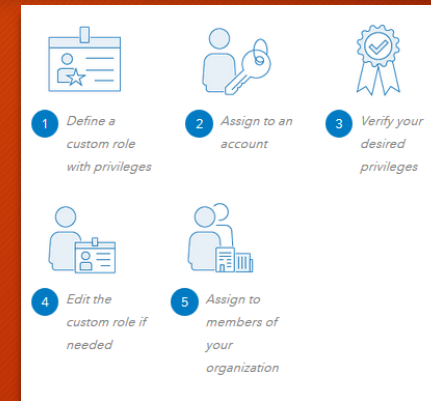 1 Define a
custom role
with privileges
2 Assign to an
account
3 Verify your
desired
privileges
4 Edit the
custom role if
needed
5 Assign to
members of
your
organization